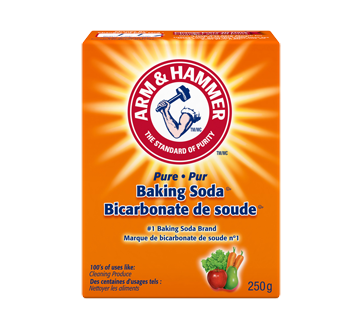 ARM & HAMMER
THE STANDARD OF PURITY
TM/MC
TM/MC
Pure • Pur
Baking Soda
Bicarbonate de soude
#1 Baking Soda Brand
Marque de bicarbonate de soude n°1
100's of uses like:
Cleaning Produce
Des centaines d'usages tels :
Nettoyer les aliments
250g